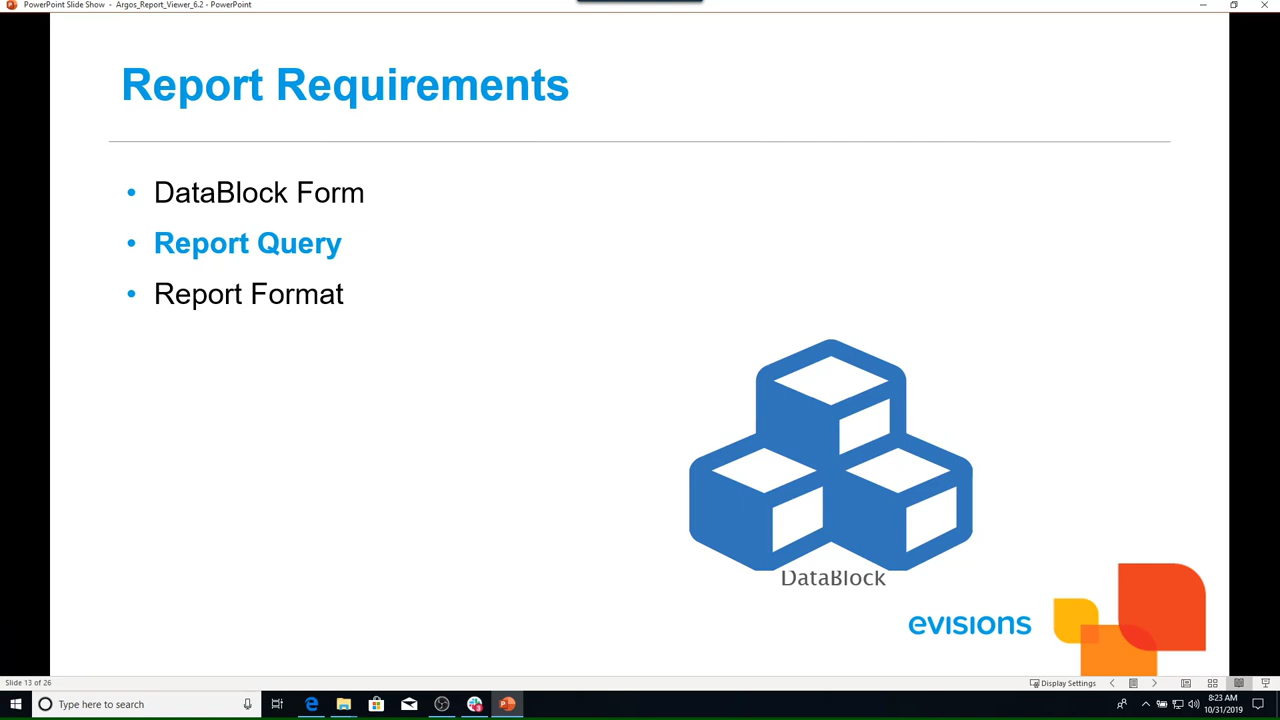 PowerPoint Slide Show - Argos_Report_Viewer_6.2 - PowerPoint
Report Requirements
• DataBlock Form
• Report Query
• Report Format
DataBlock
evisions
Slide 13 of 26
Display Settings
Type here to search
8:23 AM
10/31/2019